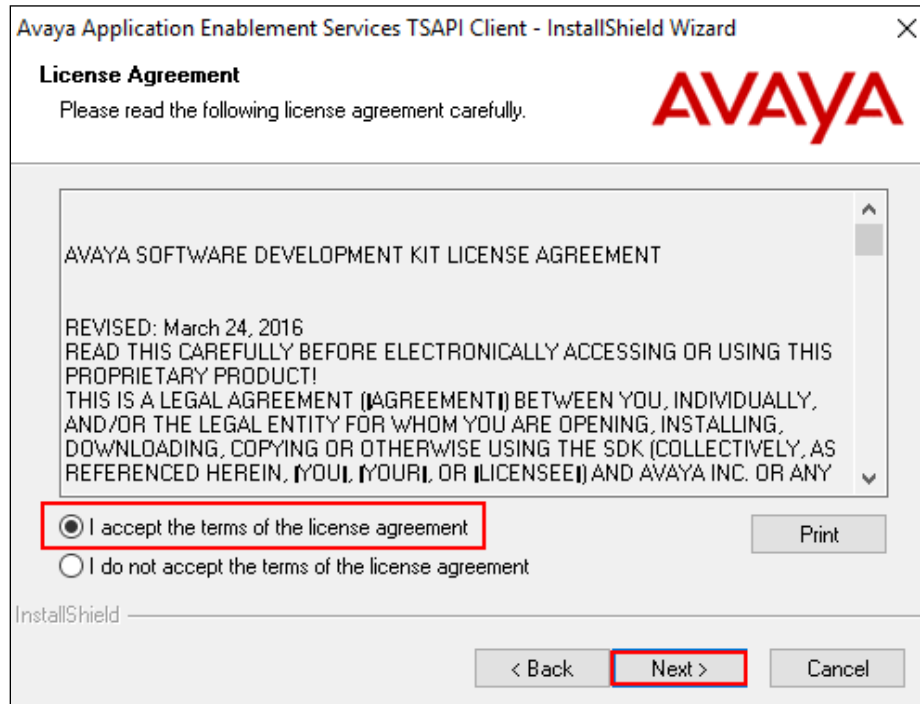 Avaya Application Enablement Services TSAPI Client - InstallShield Wizard
License Agreement
Please read the following license agreement carefully.
AVAYA
AVAYA SOFTWARE DEVELOPMENT KIT LICENSE AGREEMENT
REVISED: March 24, 2016
READ THIS CAREFULLY BEFORE ELECTRONICALLY ACCESSING OR USING THIS
PROPRIETARY PRODUCT!
THIS IS A LEGAL AGREEMENT (▯AGREEMENT▯) BETWEEN YOU, INDIVIDUALLY,
AND/OR THE LEGAL ENTITY FOR WHOM YOU ARE OPENING, INSTALLING,
DOWNLOADING, COPYING OR OTHERWISE USING THE SDK (COLLECTIVELY, AS
REFERENCED HEREIN, ▯YOU▯, ▯YOUR▯, OR ▯LICENSEE▯) AND AVAYA INC. OR ANY
I accept the terms of the license agreement
Print
I do not accept the terms of the license agreement
InstallShield
< Back
Next >
Cancel